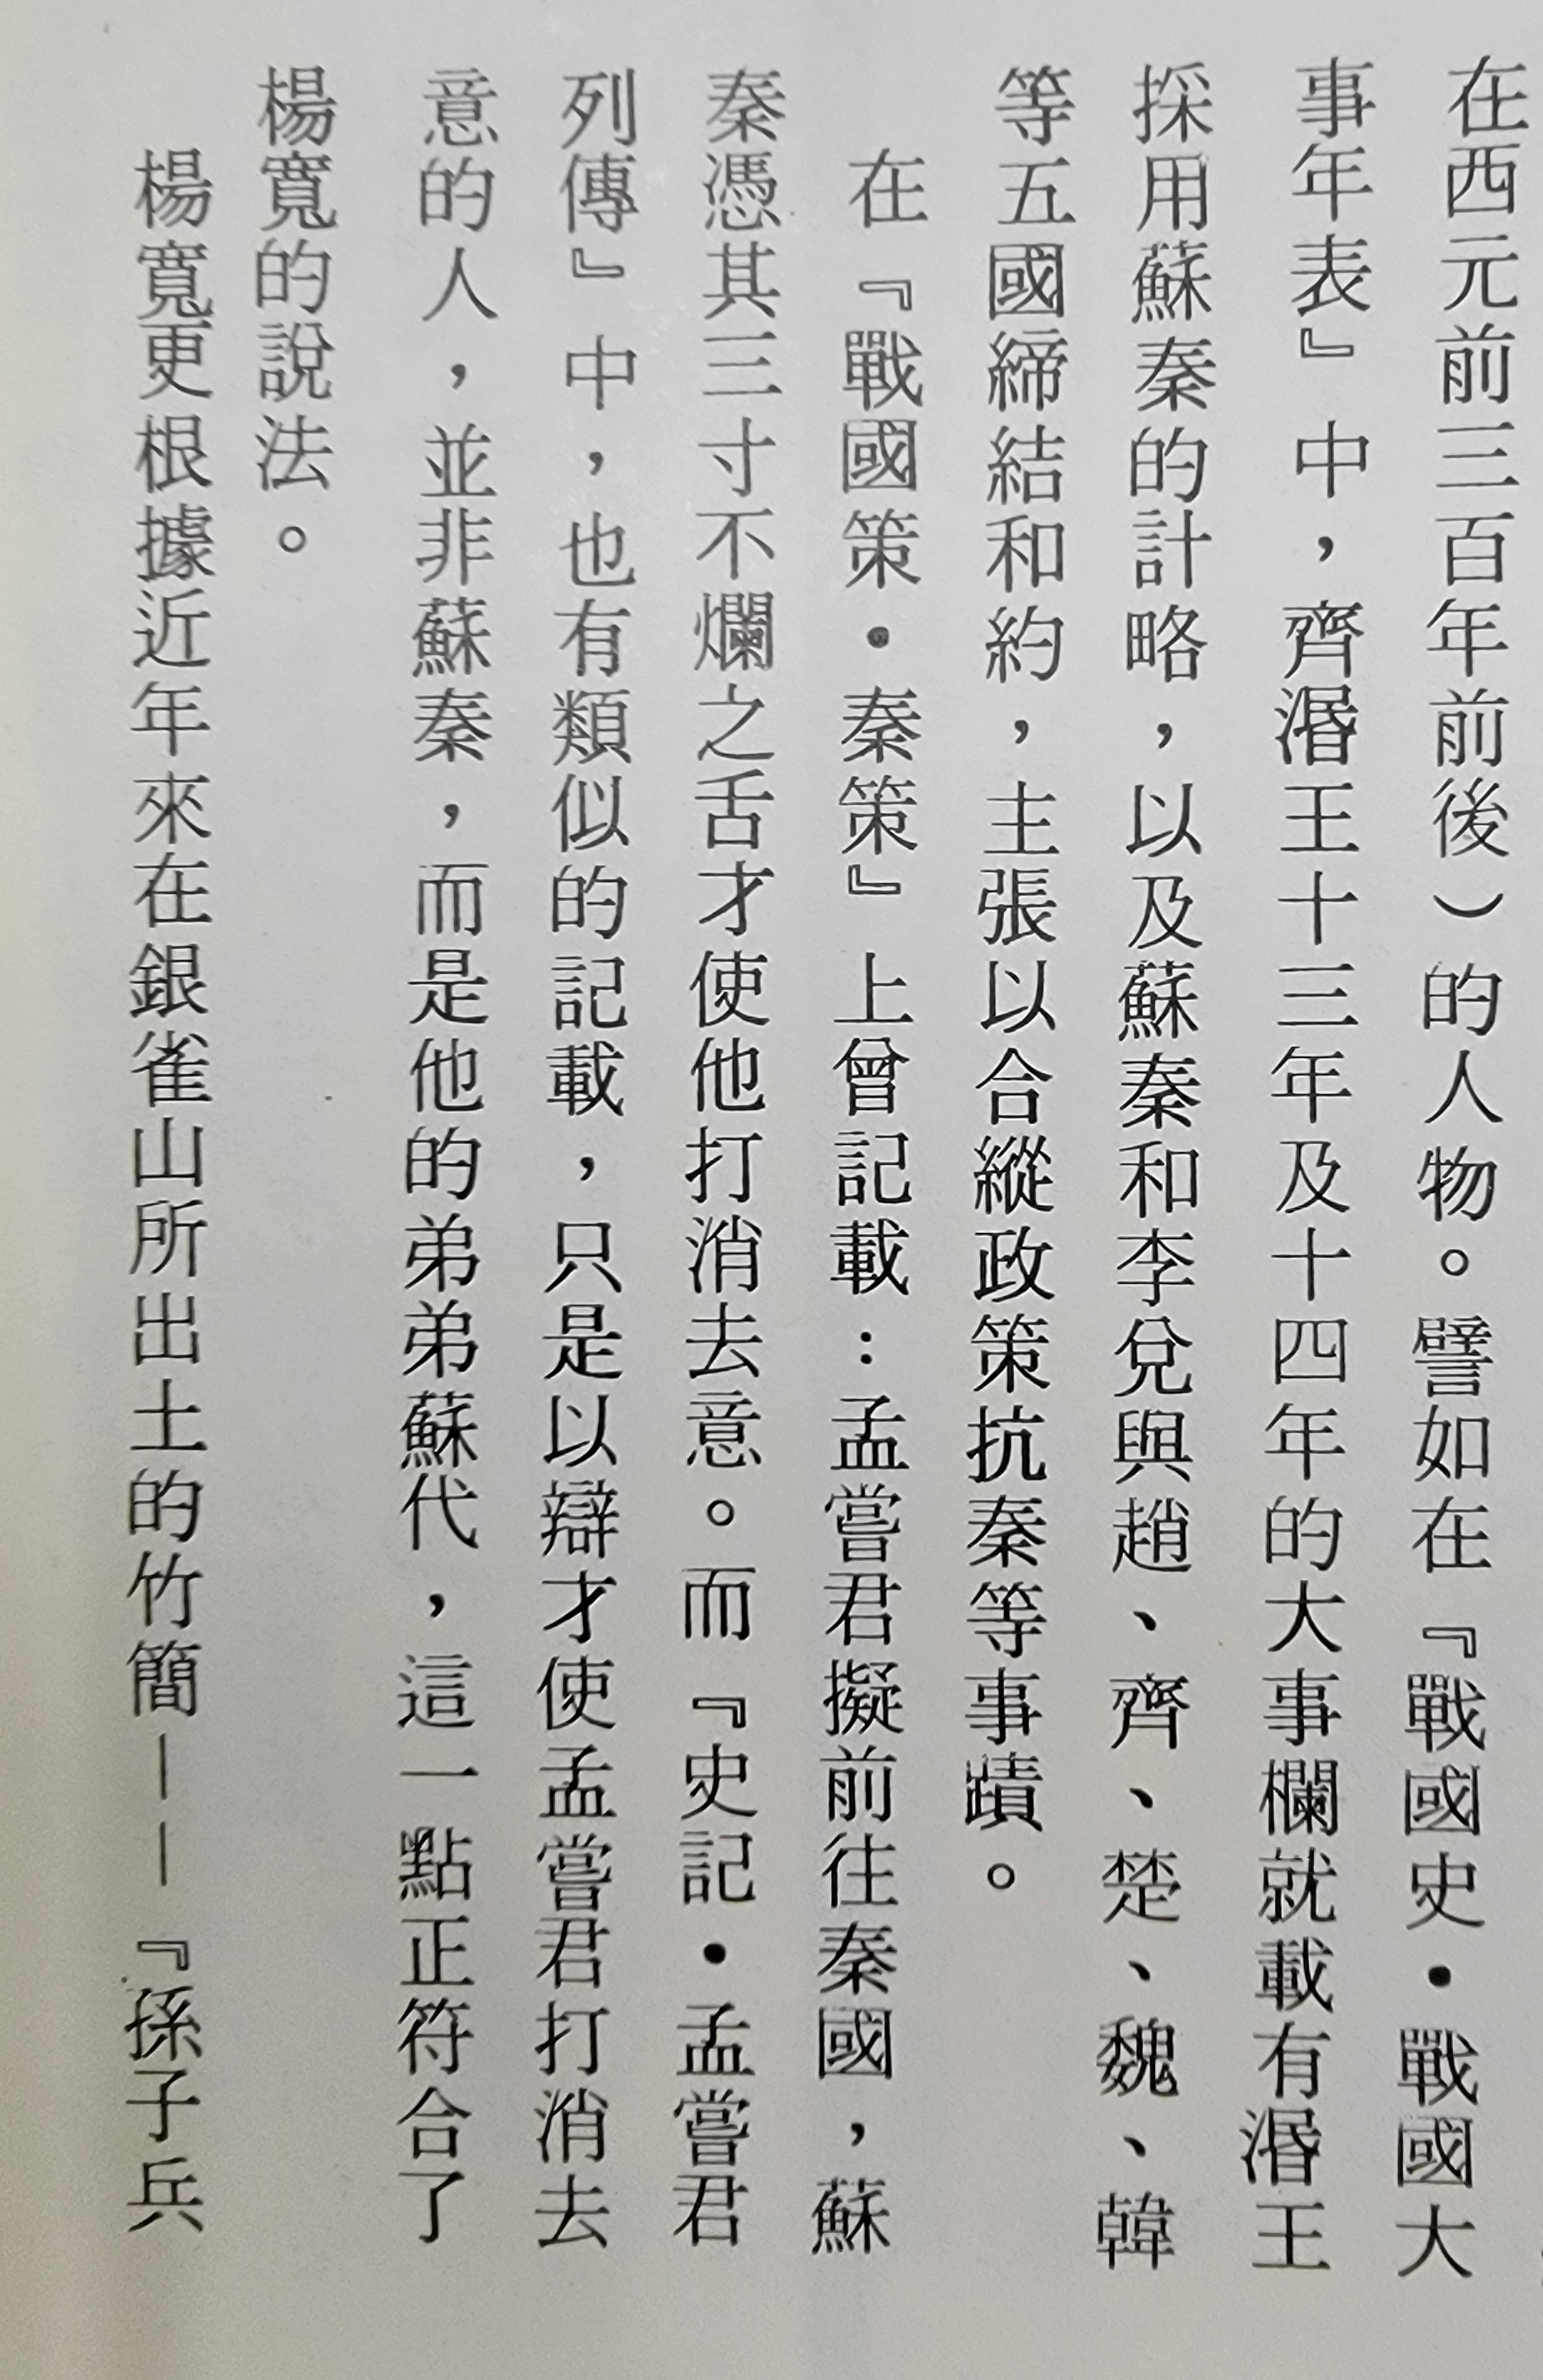 在西元前三百年前後）的人物。譬如在『戰國史•戰國大
事年表』中，齊湣王十三年及十四年的大事欄就載有湣王
採用蘇秦的計略，以及蘇秦和李兌與趙、齊、楚、魏、韓
等五國締結和約，主張以合縱政策抗秦等事蹟。
在『戰國策•秦策』上曾記載：孟嘗君擬前往秦國，蘇
秦憑其三寸不爛之舌才使他打消去意。而『史記•孟嘗君
列傳』中，也有類似的記載，只是以辯才使孟嘗君打消去
意的人，並非蘇秦，而是他的弟弟蘇代，這一點正符合了
楊寬的說法。
楊寬更根據近年來在銀雀山所出土的竹簡——『孫子兵